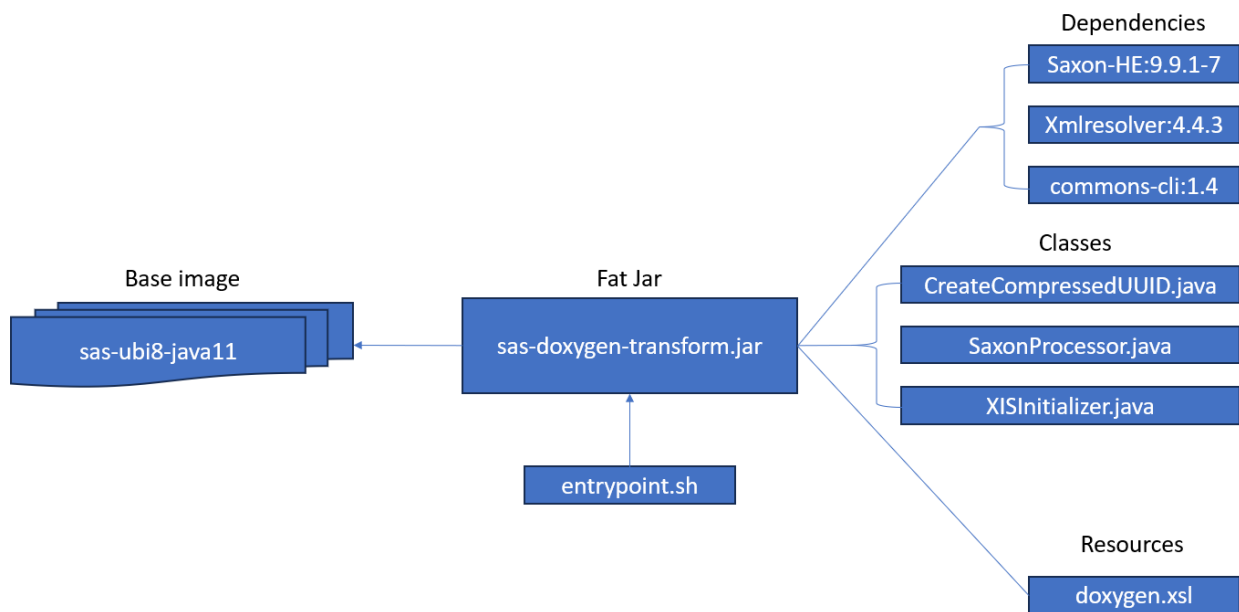 Dependencies
Saxon-HE:9.9.1-7
Xmlresolver:4.4.3
commons-cli:1.4
Classes
Base image
Fat Jar
CreateCompressedUUID.java
sas-ubi8-java11
sas-doxygen-transform.jar
SaxonProcessor.java
XISInitializer.java
entrypoint.sh
Resources
doxygen.xsl